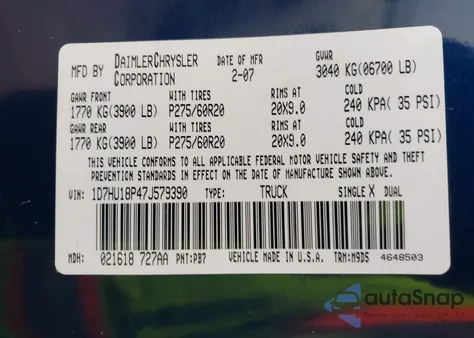 MFD BY DAIMLERCHRYSLER CORPORATION DATE OF MFR 2-07 GVWR 3040 KG(06700 LB)
GAWR FRONT WITH TIRES RIMS AT COLD
1770 KG(3900 LB) P275/60R20 20X9.0 240 KPA( 35 PSI)
GAWR REAR WITH TIRES RIMS AT COLD
1770 KG(3900 LB) P275/60R20 20X9.0 240 KPA( 35 PSI)
THIS VEHICLE CONFORMS TO ALL APPLICABLE FEDERAL MOTOR VEHICLE SAFETY AND THEFT
PREVENTION STANDARDS IN EFFECT ON THE DATE OF MANUFACTURE SHOWN ABOVE.
VIN: 1D7HU18P47J579390 TYPE: TRUCK SINGLE X DUAL
MDH: 021618 727AA PNT:PB7 VEHICLE MADE IN U.S.A. TRM:M9D5 4648503
autoSnap